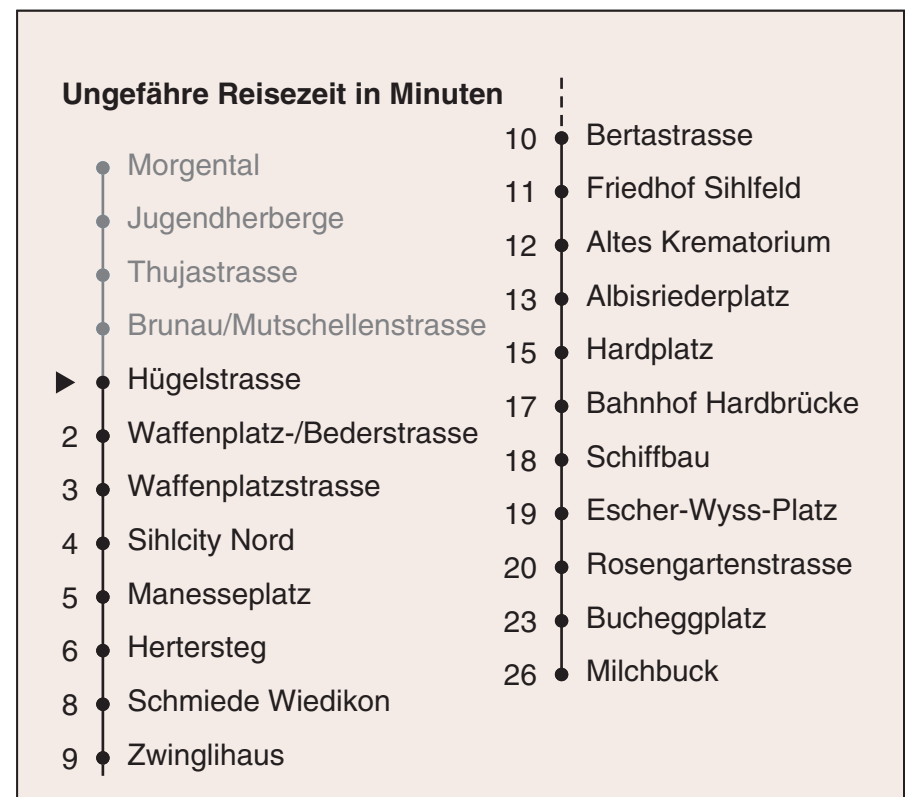 Ungefähre Reisezeit in Minuten
Morgental
Jugendherberge
Thujastrasse
Brunau/Mutschellenstrasse
Hügelstrasse
2 Waffenplatz-/Bederstrasse
3 Waffenplatzstrasse
4 Sihlcity Nord
5 Manesseplatz
6 Hertersteg
8 Schmiede Wiedikon
9 Zwinglihaus
10 Bertastrasse
11 Friedhof Sihlfeld
12 Altes Krematorium
13 Albisriederplatz
15 Hardplatz
17 Bahnhof Hardbrücke
18 Schiffbau
19 Escher-Wyss-Platz
20 Rosengartenstrasse
23 Bucheggplatz
26 Milchbuck